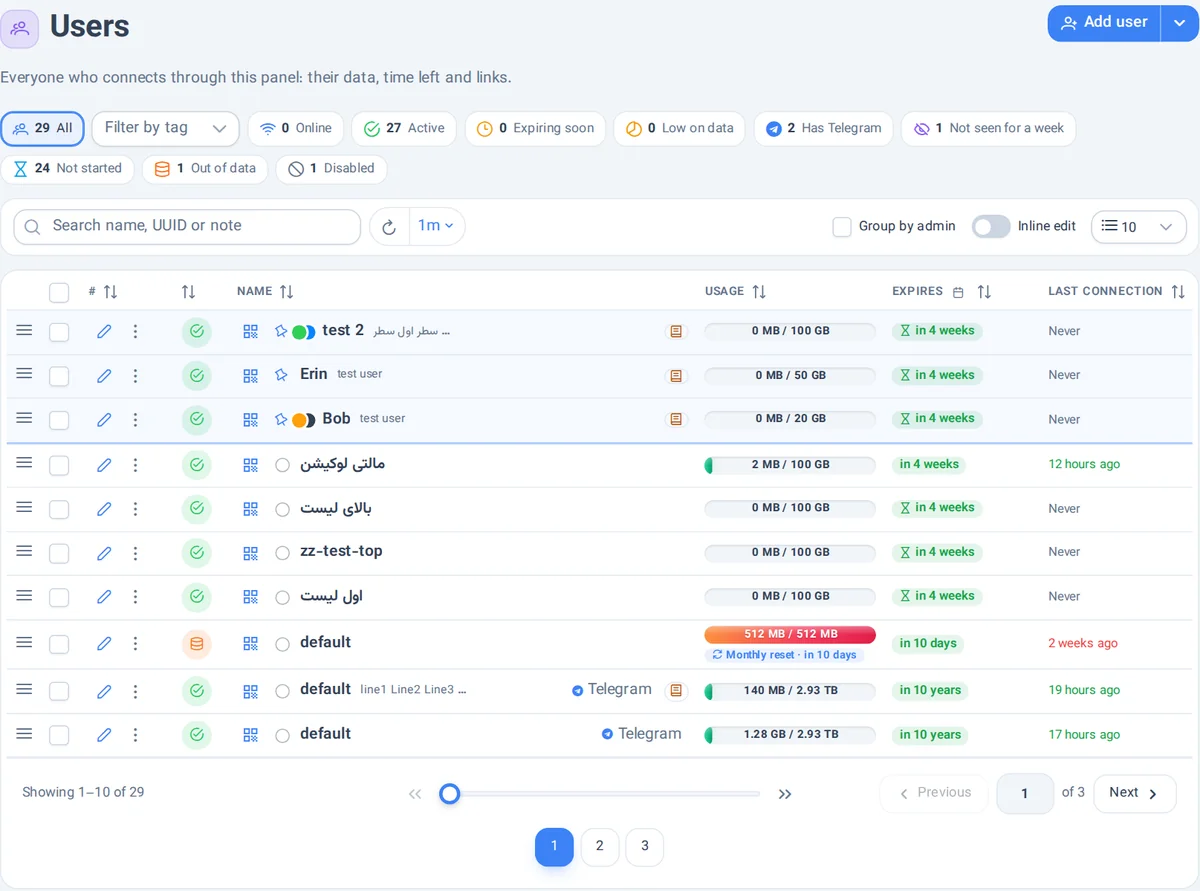 Users
Add user
Everyone who connects through this panel: their data, time left and links.
29 All
Filter by tag
0 Online
27 Active
0 Expiring soon
0 Low on data
2 Has Telegram
1 Not seen for a week
24 Not started
1 Out of data
1 Disabled
Search name, UUID or note
1m
Group by admin
Inline edit
10
# NAME USAGE EXPIRES LAST CONNECTION
test 2 سطر اول سطر ... 0 MB / 100 GB in 4 weeks Never
Erin test user 0 MB / 50 GB in 4 weeks Never
Bob test user 0 MB / 20 GB in 4 weeks Never
مالتی لوکیشن 2 MB / 100 GB in 4 weeks 12 hours ago
بالای لیست 0 MB / 100 GB in 4 weeks Never
zz-test-top 0 MB / 100 GB in 4 weeks Never
اول لیست 0 MB / 100 GB in 4 weeks Never
default 512 MB / 512 MB in 10 days 2 weeks ago
Monthly reset · in 10 days
default line1 Line2 Line3 ... Telegram 140 MB / 2.93 TB in 10 years 19 hours ago
default Telegram 1.28 GB / 2.93 TB in 10 years 17 hours ago
Showing 1–10 of 29
Previous 1 of 3 Next
1 2 3